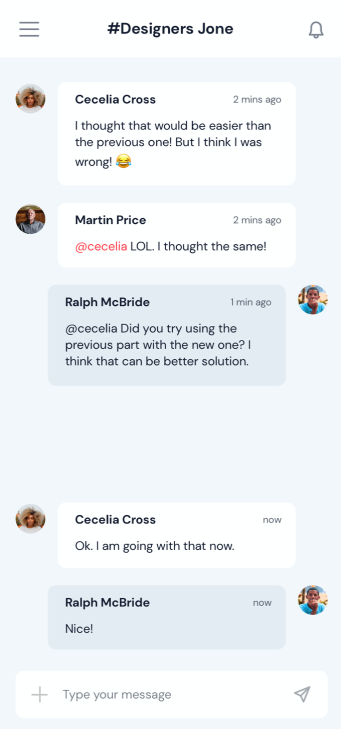 #Designers Jone
Cecelia Cross 2 mins ago
I thought that would be easier than
the previous one! But I think I was
wrong! 😂
Martin Price 2 mins ago
@cecelia LOL. I thought the same!
Ralph McBride 1 min ago
@cecelia Did you try using the
previous part with the new one? I
think that can be better solution.
Cecelia Cross now
Ok. I am going with that now.
Ralph McBride now
Nice!
Type your message